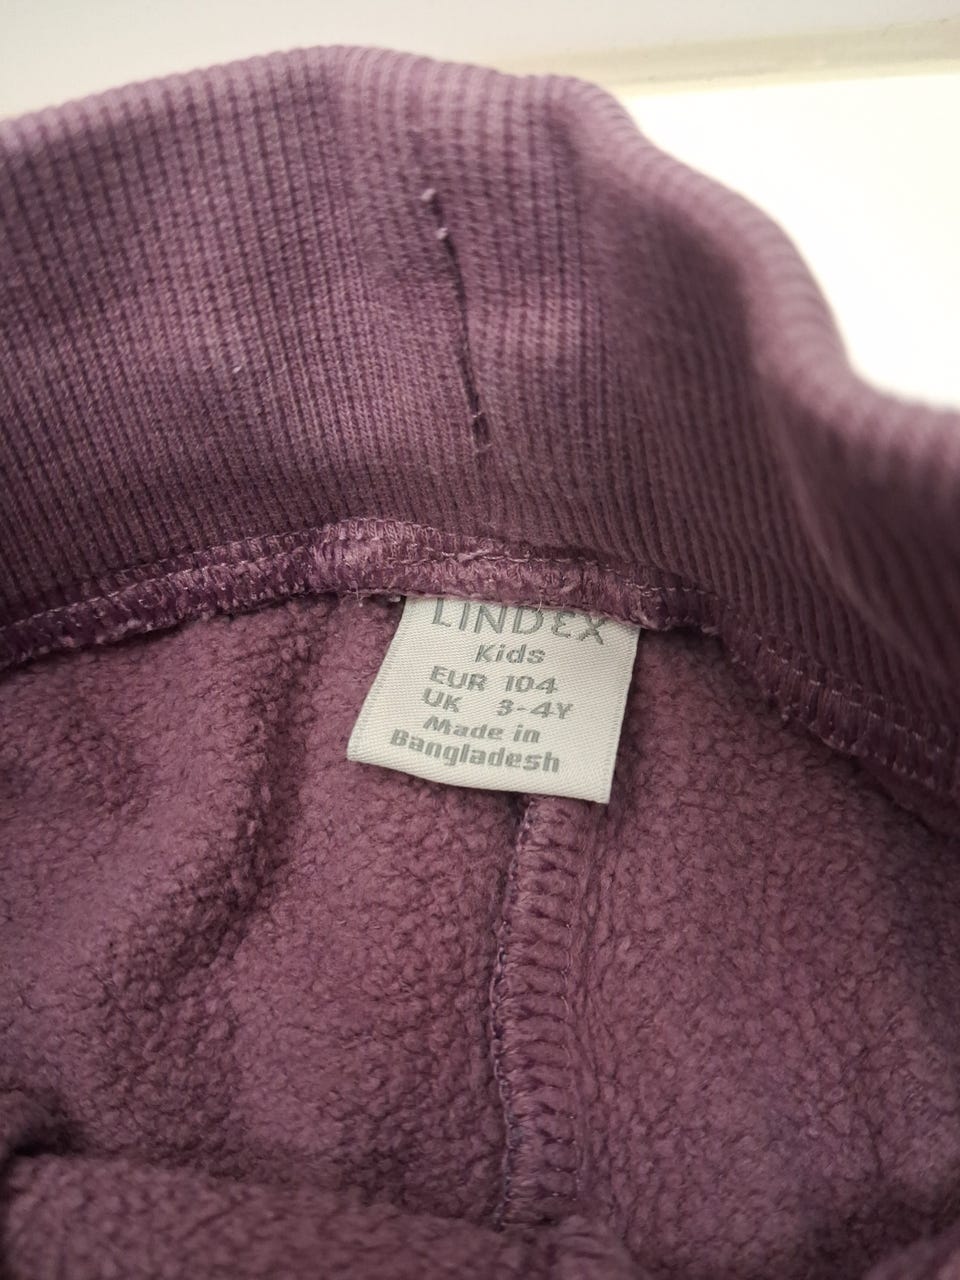 LINDEX
Kids
EUR 104
UK 3-4Y
Made in
Bangladesh